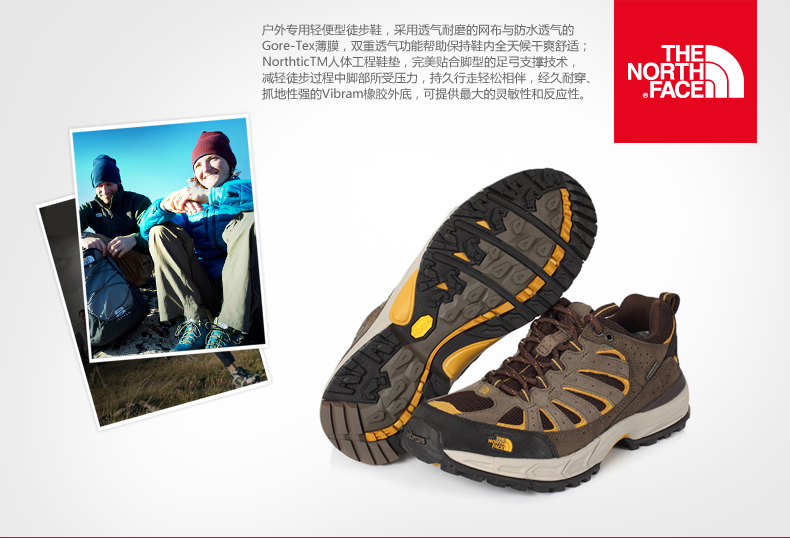 户外专用轻便型徒步鞋，采用透气耐磨的网布与防水透气的
Gore-Tex薄膜，双重透气功能帮助保持鞋内全天候干爽舒适；
NorthticTM人体工程鞋垫，完美贴合脚型的足弓支撑技术，
减轻徒步过程中脚部所受压力，持久行走轻松相伴，经久耐穿、
抓地性强的Vibram橡胶外底，可提供最大的灵敏性和反应性。
THE
NORTH
FACE®
THE
NORTH
FACE